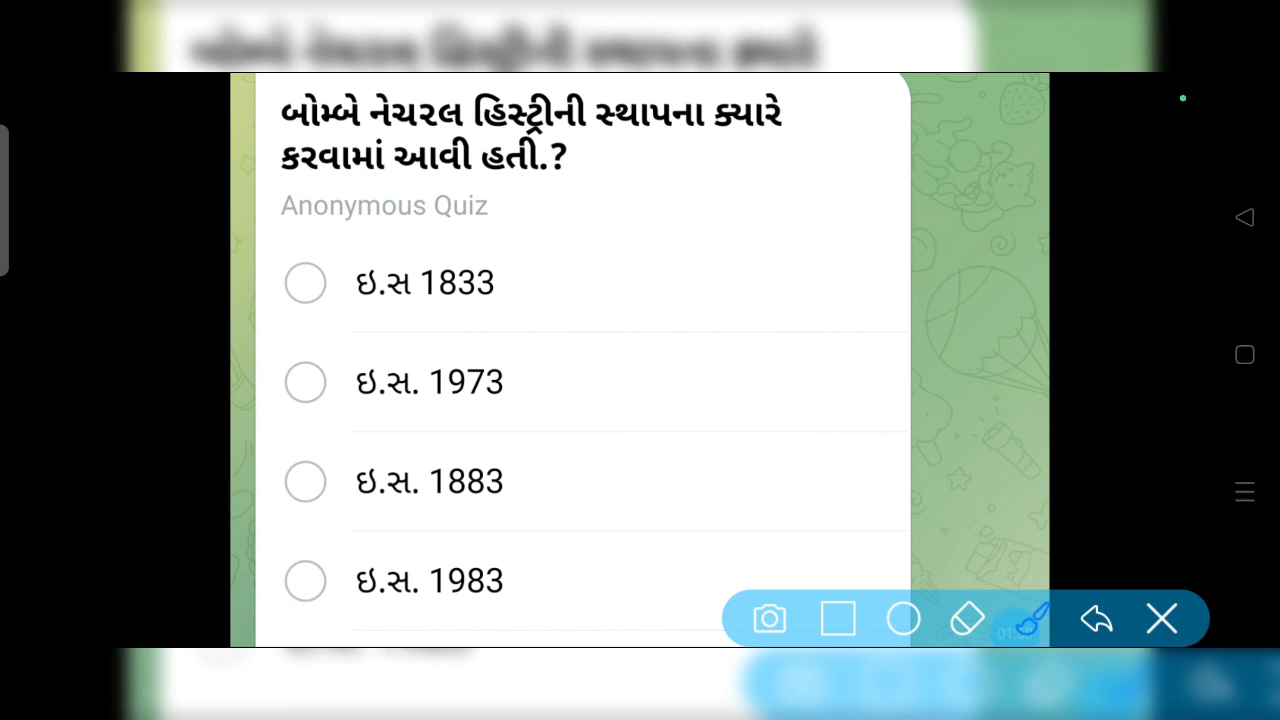 બોમ્બે નેચરલ હિસ્ટ્રીની સ્થાપના ક્યારે
કરવામાં આવી હતી.?
Anonymous Quiz
ઇ.સ 1833
ઇ.સ. 1973
ઇ.સ. 1883
ઇ.સ. 1983